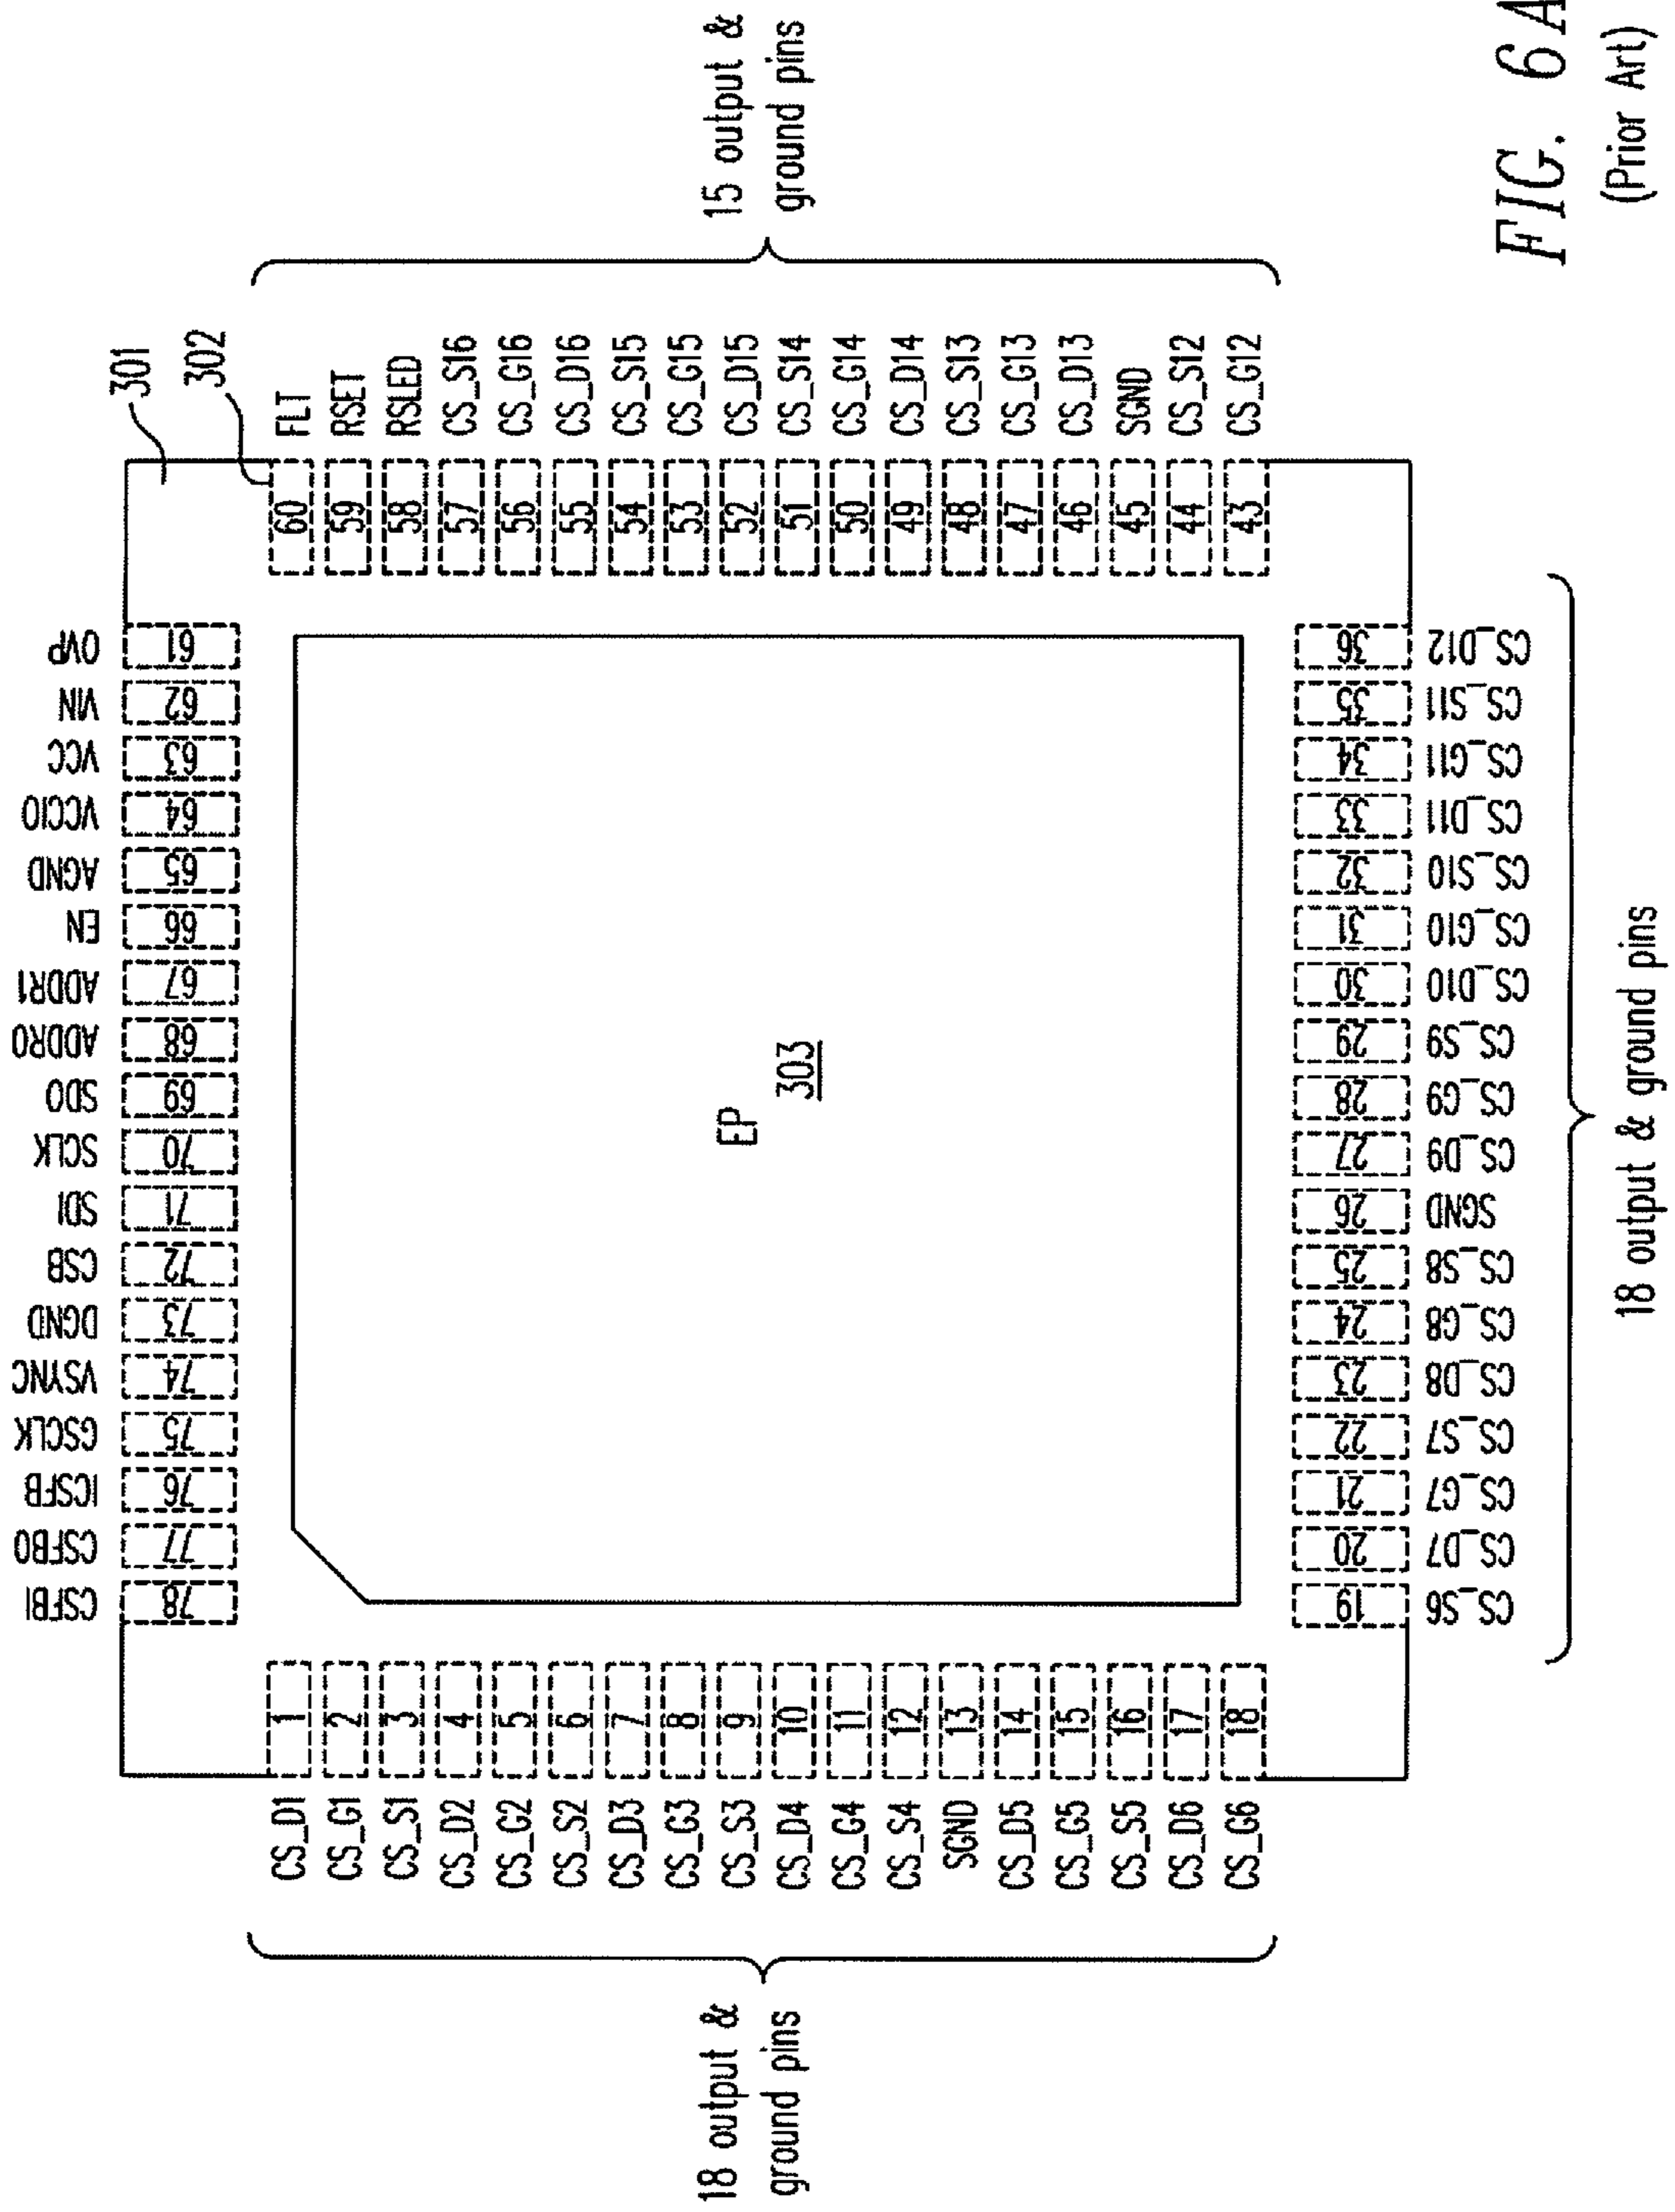 15 output &
ground pins
301
302
FLT
RSET
RSLED
CS_S16
CS_G16
CS_D16
CS_S15
CS_G15
CS_D15
CS_S14
CS_G14
CS_D14
CS_S13
CS_G13
CS_D13
SGND
CS_S12
CS_G12
60
59
58
57
56
55
54
53
52
51
50
49
48
47
46
45
44
43
OVP
VIN
VCC
VCCIO
AGND
EN
ADDR1
ADDR0
SDO
SCLK
SDI
CSB
DGND
VSYNC
GSCLK
ICSFB
CSFBO
CSFBI
61
62
63
64
65
66
67
68
69
70
71
72
73
74
75
76
77
78
EP
303
36
35
34
33
32
31
30
29
28
27
26
25
24
23
22
21
20
19
CS_D12
CS_S11
CS_G11
CS_D11
CS_S10
CS_G10
CS_D10
CS_S9
CS_G9
CS_D9
SGND
CS_S8
CS_G8
CS_D8
CS_S7
CS_G7
CS_D7
CS_S6
18 output & ground pins
1
2
3
4
5
6
7
8
9
10
11
12
13
14
15
16
17
18
CS_D1
CS_G1
CS_S1
CS_D2
CS_G2
CS_S2
CS_D3
CS_G3
CS_S3
CS_D4
CS_G4
CS_S4
SGND
CS_D5
CS_G5
CS_S5
CS_D6
CS_G6
18 output &
ground pins
FIG. 6A
(Prior Art)